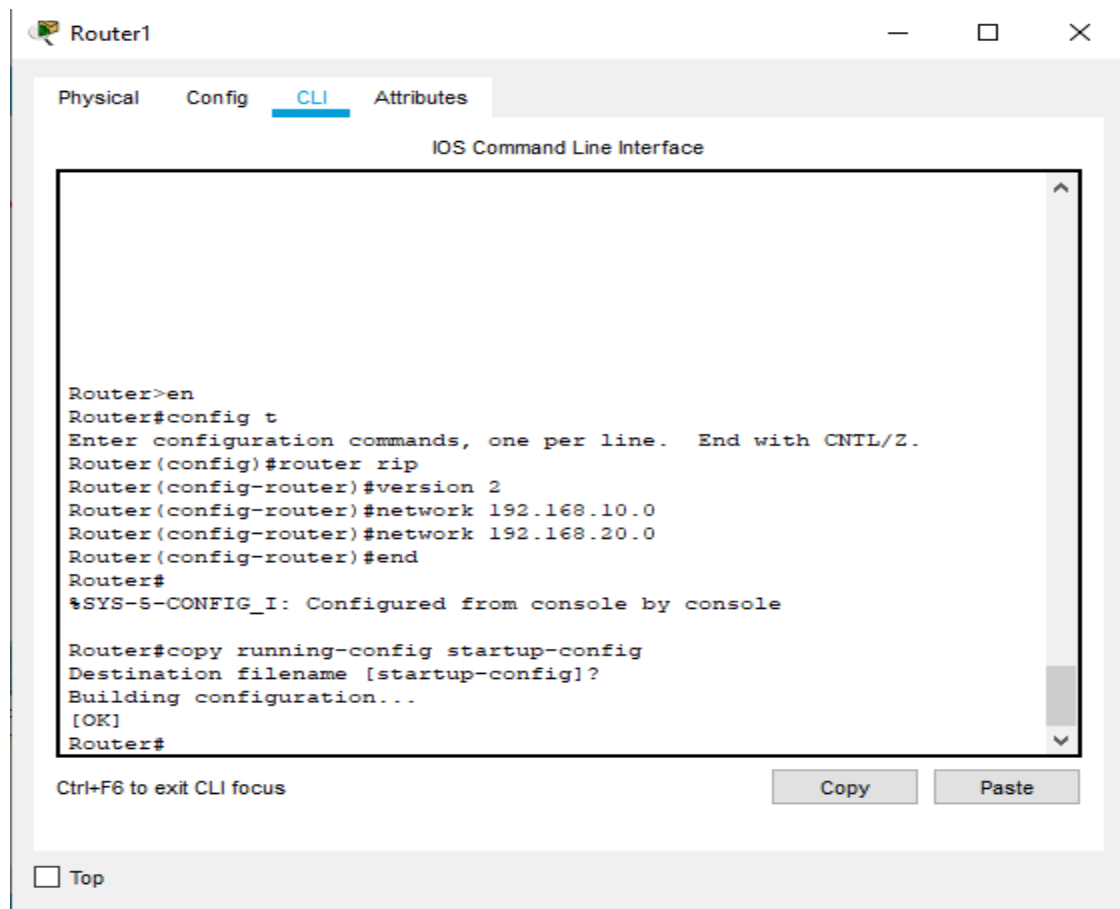 Router1
Physical Config CLI Attributes
IOS Command Line Interface
Router>en
Router#config t
Enter configuration commands, one per line.  End with CNTL/Z.
Router(config)#router rip
Router(config-router)#version 2
Router(config-router)#network 192.168.10.0
Router(config-router)#network 192.168.20.0
Router(config-router)#end
Router#
%SYS-5-CONFIG_I: Configured from console by console
Router#copy running-config startup-config
Destination filename [startup-config]?
Building configuration...
[OK]
Router#
Ctrl+F6 to exit CLI focus
Copy Paste
Top